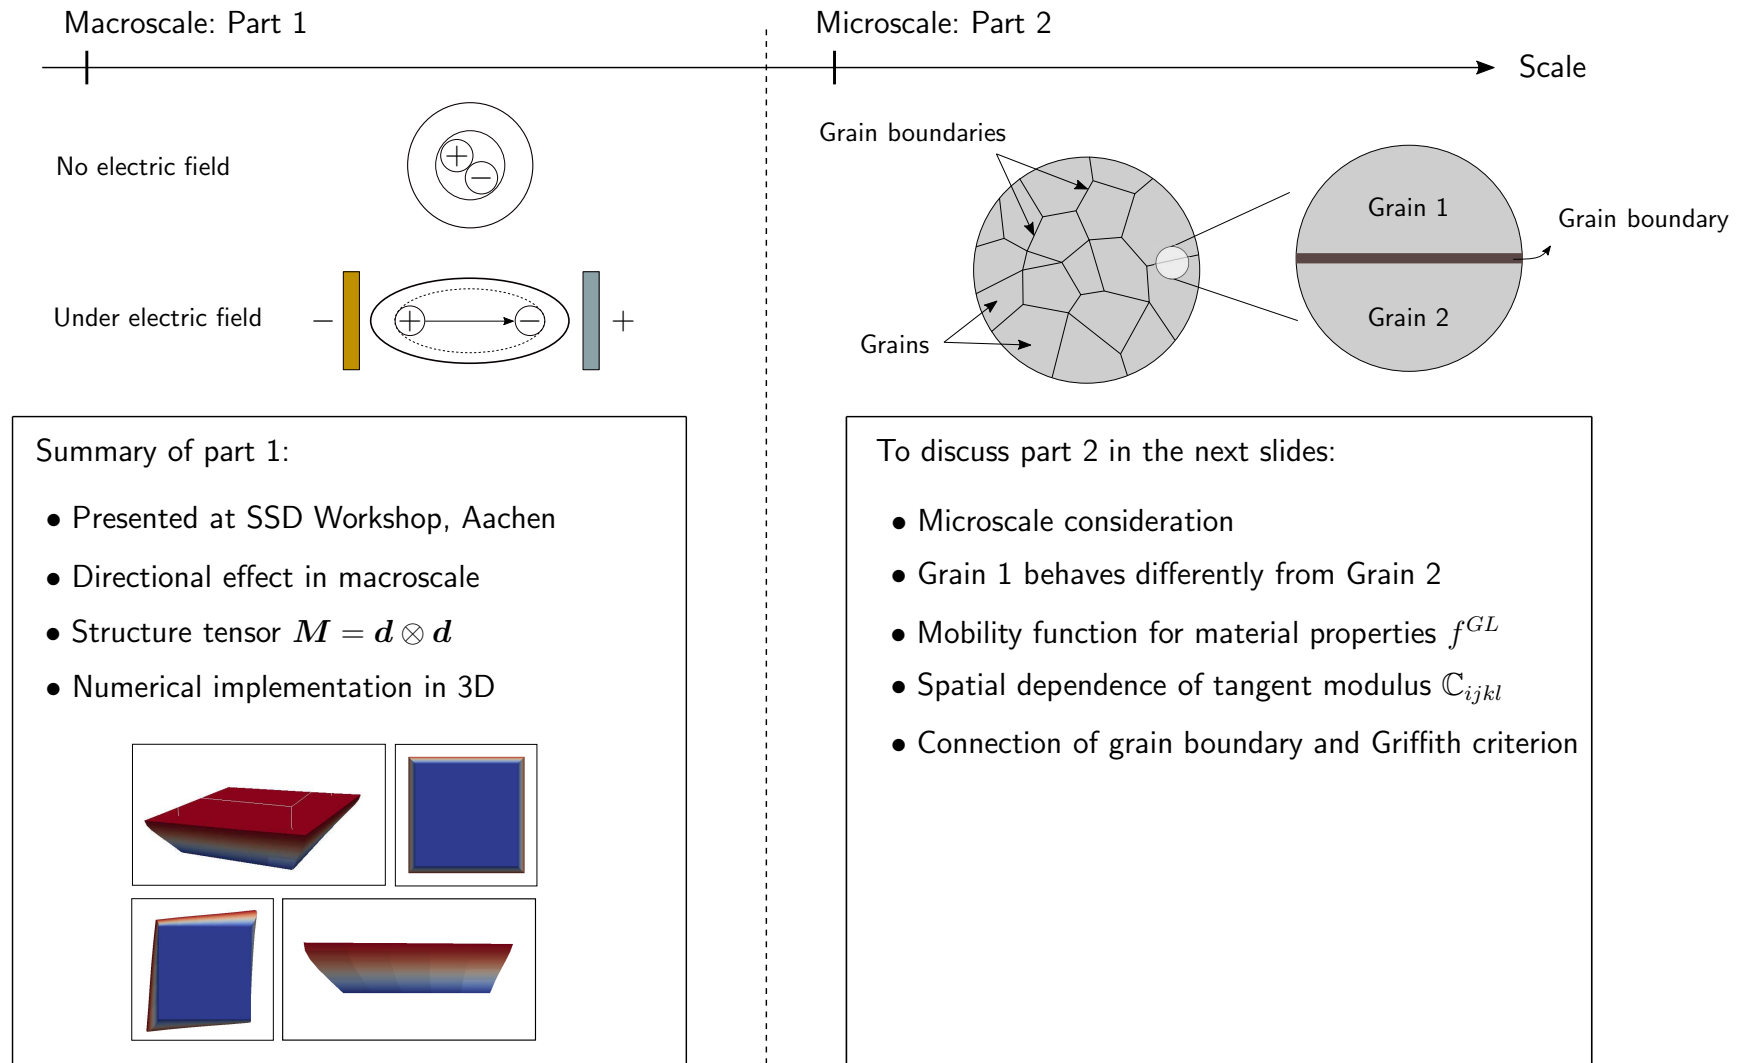 Macroscale: Part 1
Microscale: Part 2
Scale
No electric field
+
−
Under electric field
−
+
−
+
Grain boundaries
Grains
Grain 1
Grain 2
Grain boundary
Summary of part 1:
• Presented at SSD Workshop, Aachen
• Directional effect in macroscale
• Structure tensor M = d ⊗ d
• Numerical implementation in 3D
To discuss part 2 in the next slides:
• Microscale consideration
• Grain 1 behaves differently from Grain 2
• Mobility function for material properties f^{GL}
• Spatial dependence of tangent modulus ℂ_{ijkl}
• Connection of grain boundary and Griffith criterion